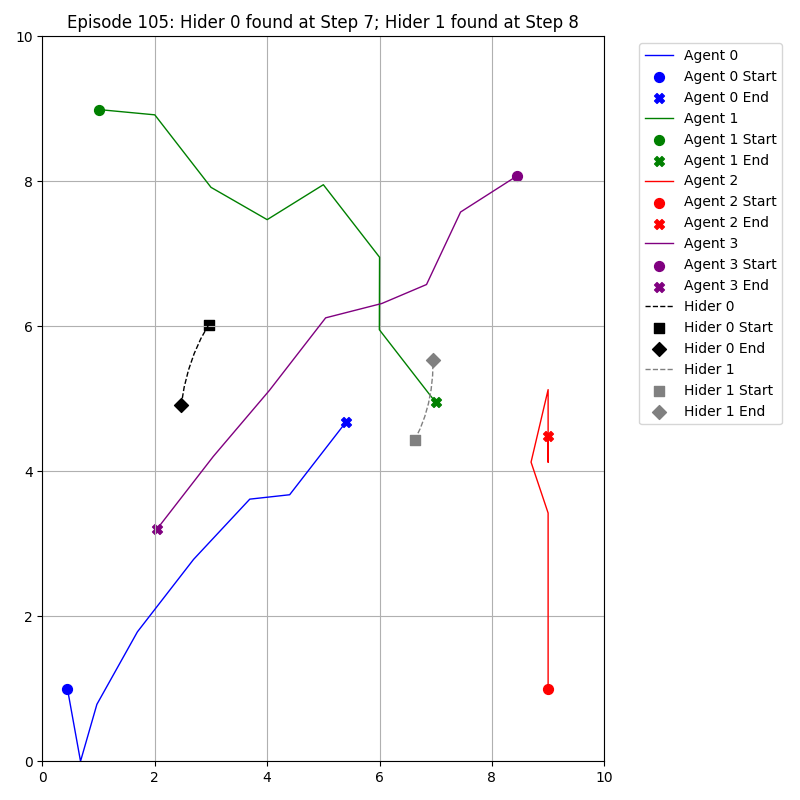 Episode 105: Hider 0 found at Step 7; Hider 1 found at Step 8
10
8
6
4
2
0
0 2 4 6 8 10
Agent 0
Agent 0 Start
Agent 0 End
Agent 1
Agent 1 Start
Agent 1 End
Agent 2
Agent 2 Start
Agent 2 End
Agent 3
Agent 3 Start
Agent 3 End
Hider 0
Hider 0 Start
Hider 0 End
Hider 1
Hider 1 Start
Hider 1 End